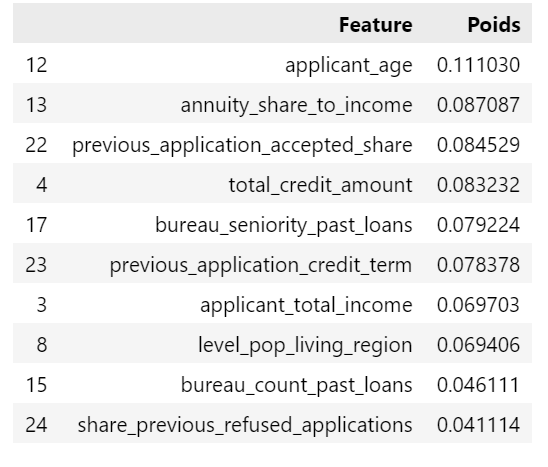 Feature Poids
12 applicant_age 0.111030
13 annuity_share_to_income 0.087087
22 previous_application_accepted_share 0.084529
4 total_credit_amount 0.083232
17 bureau_seniority_past_loans 0.079224
23 previous_application_credit_term 0.078378
3 applicant_total_income 0.069703
8 level_pop_living_region 0.069406
15 bureau_count_past_loans 0.046111
24 share_previous_refused_applications 0.041114